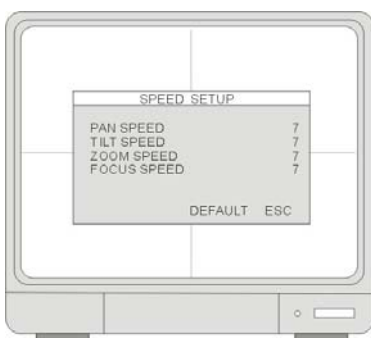 SPEED SETUP
PAN SPEED 7
TILT SPEED 7
ZOOM SPEED 7
FOCUS SPEED 7
DEFAULT ESC